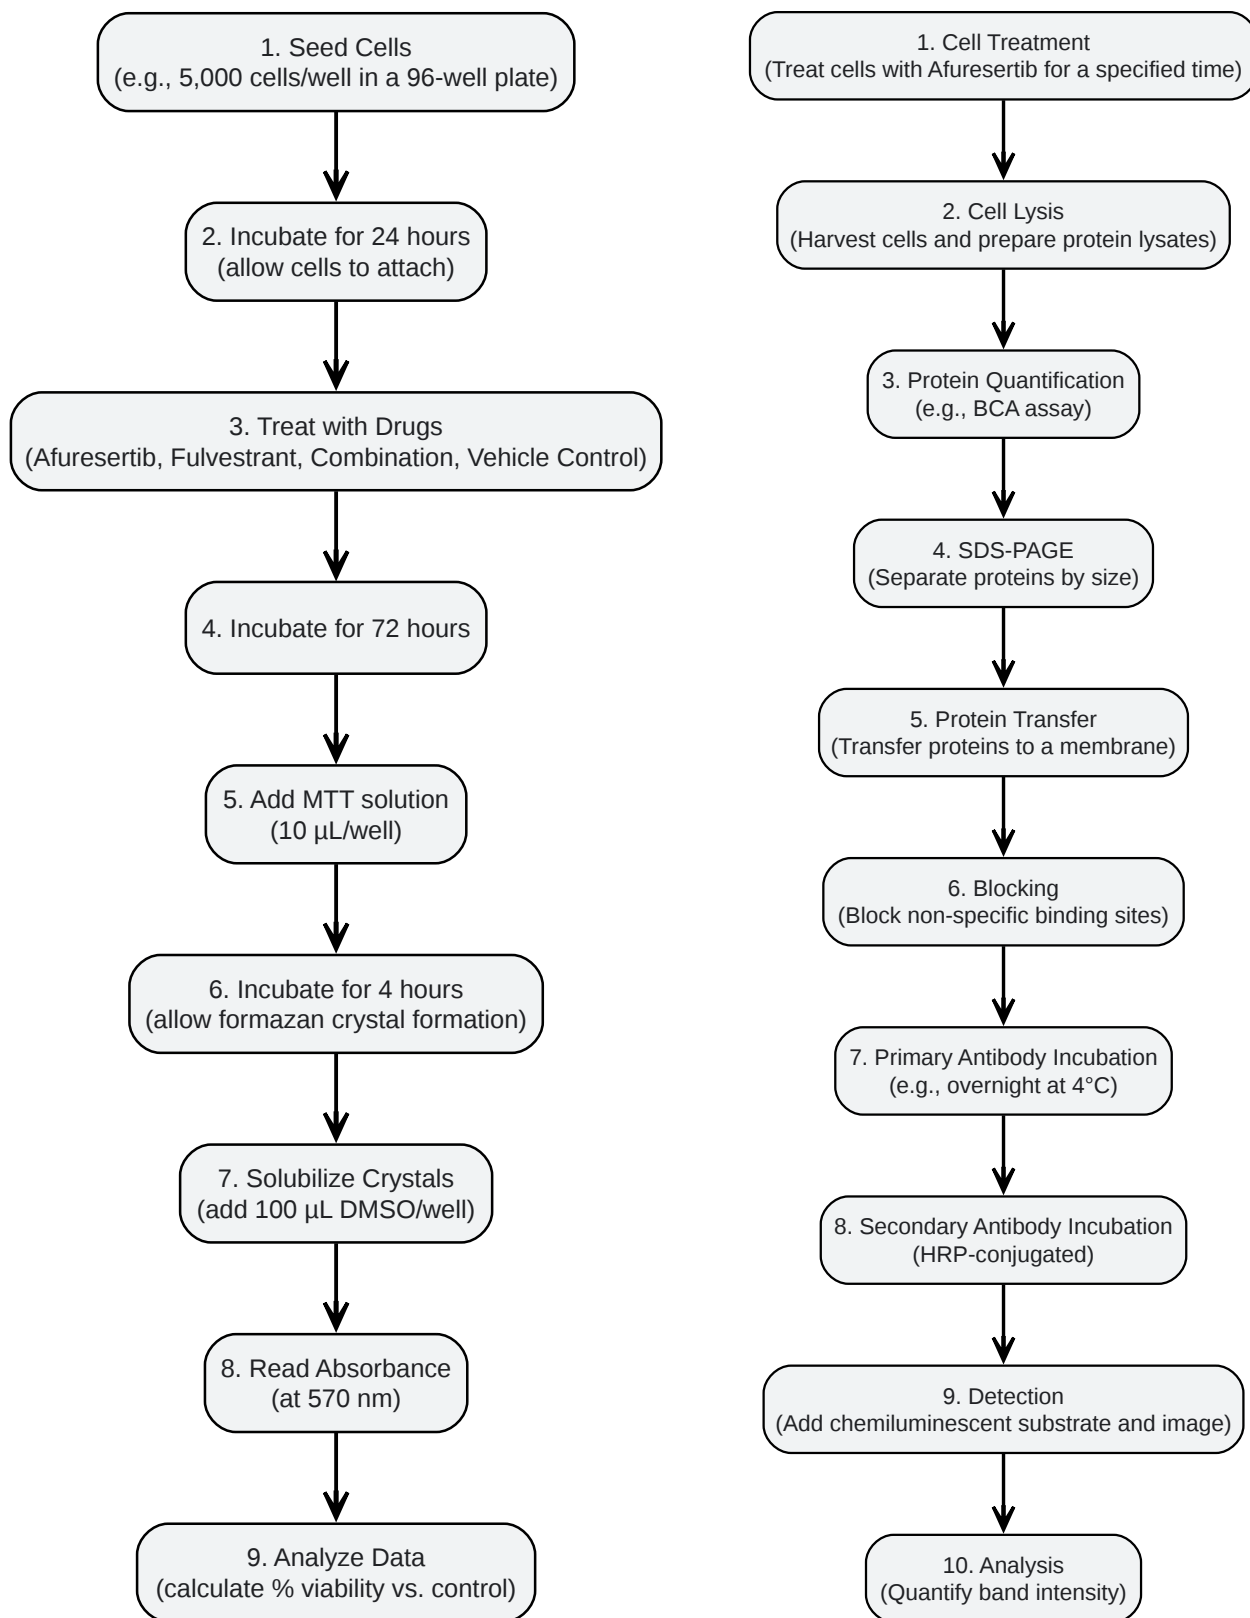 1. Seed Cells
(e.g., 5,000 cells/well in a 96-well plate)
2. Incubate for 24 hours
(allow cells to attach)
3. Treat with Drugs
(Afuresertib, Fulvestrant, Combination, Vehicle Control)
4. Incubate for 72 hours
5. Add MTT solution
(10 µL/well)
6. Incubate for 4 hours
(allow formazan crystal formation)
7. Solubilize Crystals
(add 100 µL DMSO/well)
8. Read Absorbance
(at 570 nm)
9. Analyze Data
(calculate % viability vs. control)
1. Cell Treatment
(Treat cells with Afuresertib for a specified time)
2. Cell Lysis
(Harvest cells and prepare protein lysates)
3. Protein Quantification
(e.g., BCA assay)
4. SDS-PAGE
(Separate proteins by size)
5. Protein Transfer
(Transfer proteins to a membrane)
6. Blocking
(Block non-specific binding sites)
7. Primary Antibody Incubation
(e.g., overnight at 4°C)
8. Secondary Antibody Incubation
(HRP-conjugated)
9. Detection
(Add chemiluminescent substrate and image)
10. Analysis
(Quantify band intensity)